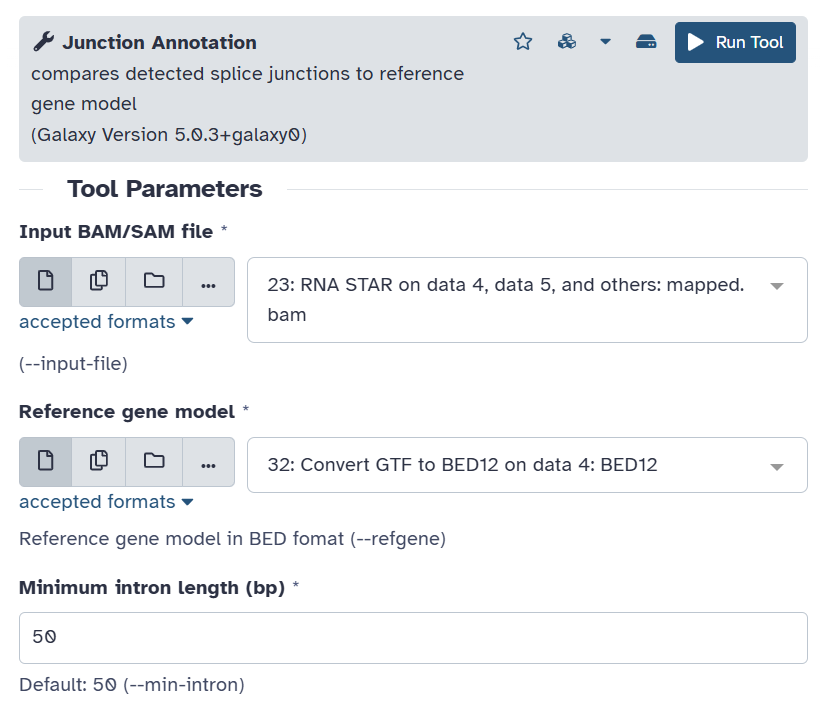 Junction Annotation
Run Tool
compares detected splice junctions to reference
gene model
(Galaxy Version 5.0.3+galaxy0)
Tool Parameters
Input BAM/SAM file *
23: RNA STAR on data 4, data 5, and others: mapped.
bam
accepted formats
(--input-file)
Reference gene model *
32: Convert GTF to BED12 on data 4: BED12
accepted formats
Reference gene model in BED fomat (--refgene)
Minimum intron length (bp) *
50
Default: 50 (--min-intron)